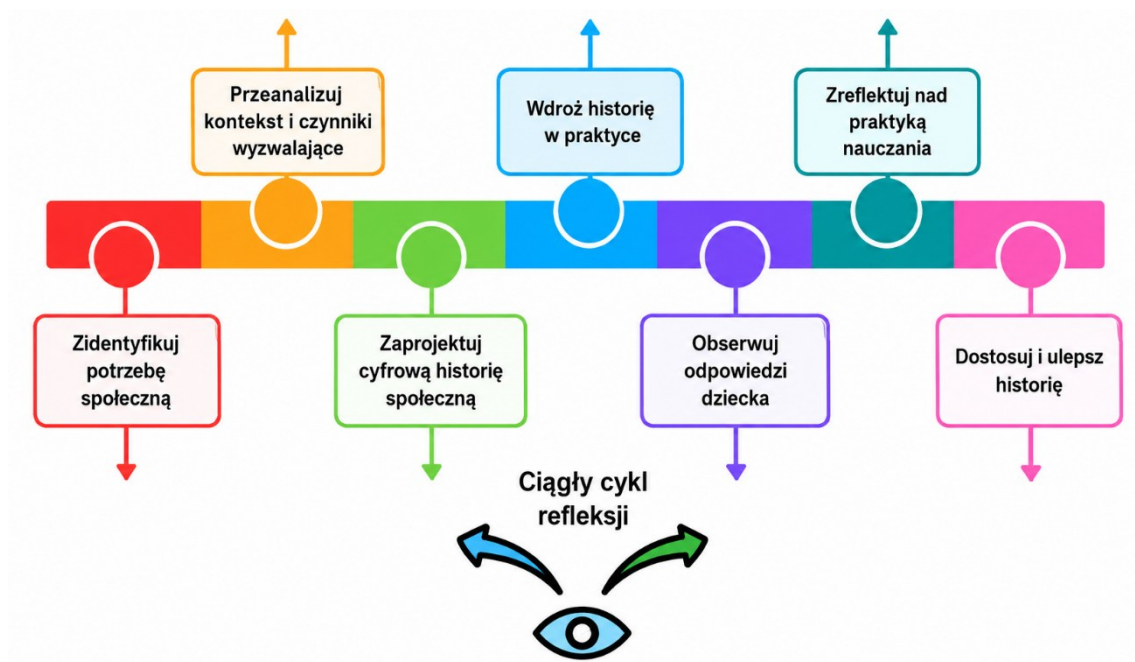 Przeanalizuj
kontekst i czynniki
wyzwalające
Wdroż historię
w praktyce
Zreflektuj nad
praktyką
nauczania
Zidentyfikuj
potrzebę
społeczną
Zaprojektuj
cyfrową historię
społeczną
Obserwuj
odpowiedzi
dziecka
Dostosuj i ulepsz
historię
Ciągły cykl
refleksji